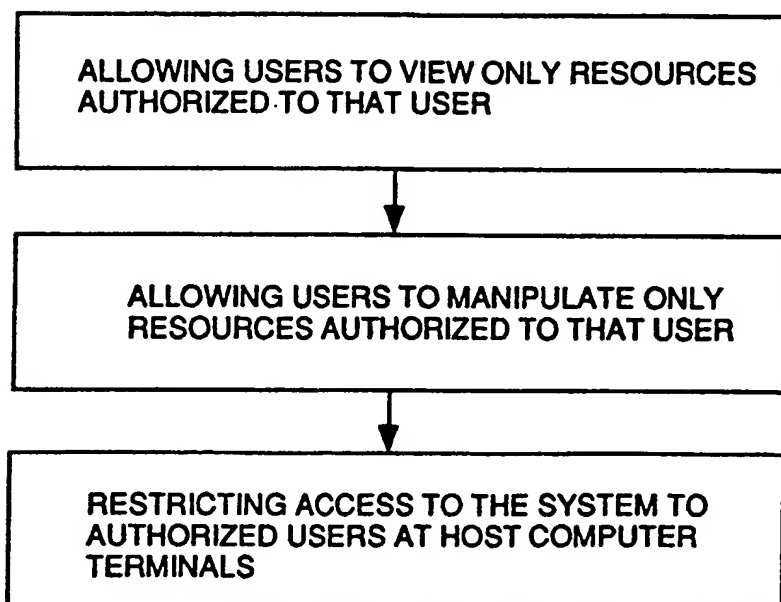 ALLOWING USERS TO VIEW ONLY RESOURCES
AUTHORIZED TO THAT USER
ALLOWING USERS TO MANIPULATE ONLY
RESOURCES AUTHORIZED TO THAT USER
RESTRICTING ACCESS TO THE SYSTEM TO
AUTHORIZED USERS AT HOST COMPUTER
TERMINALS